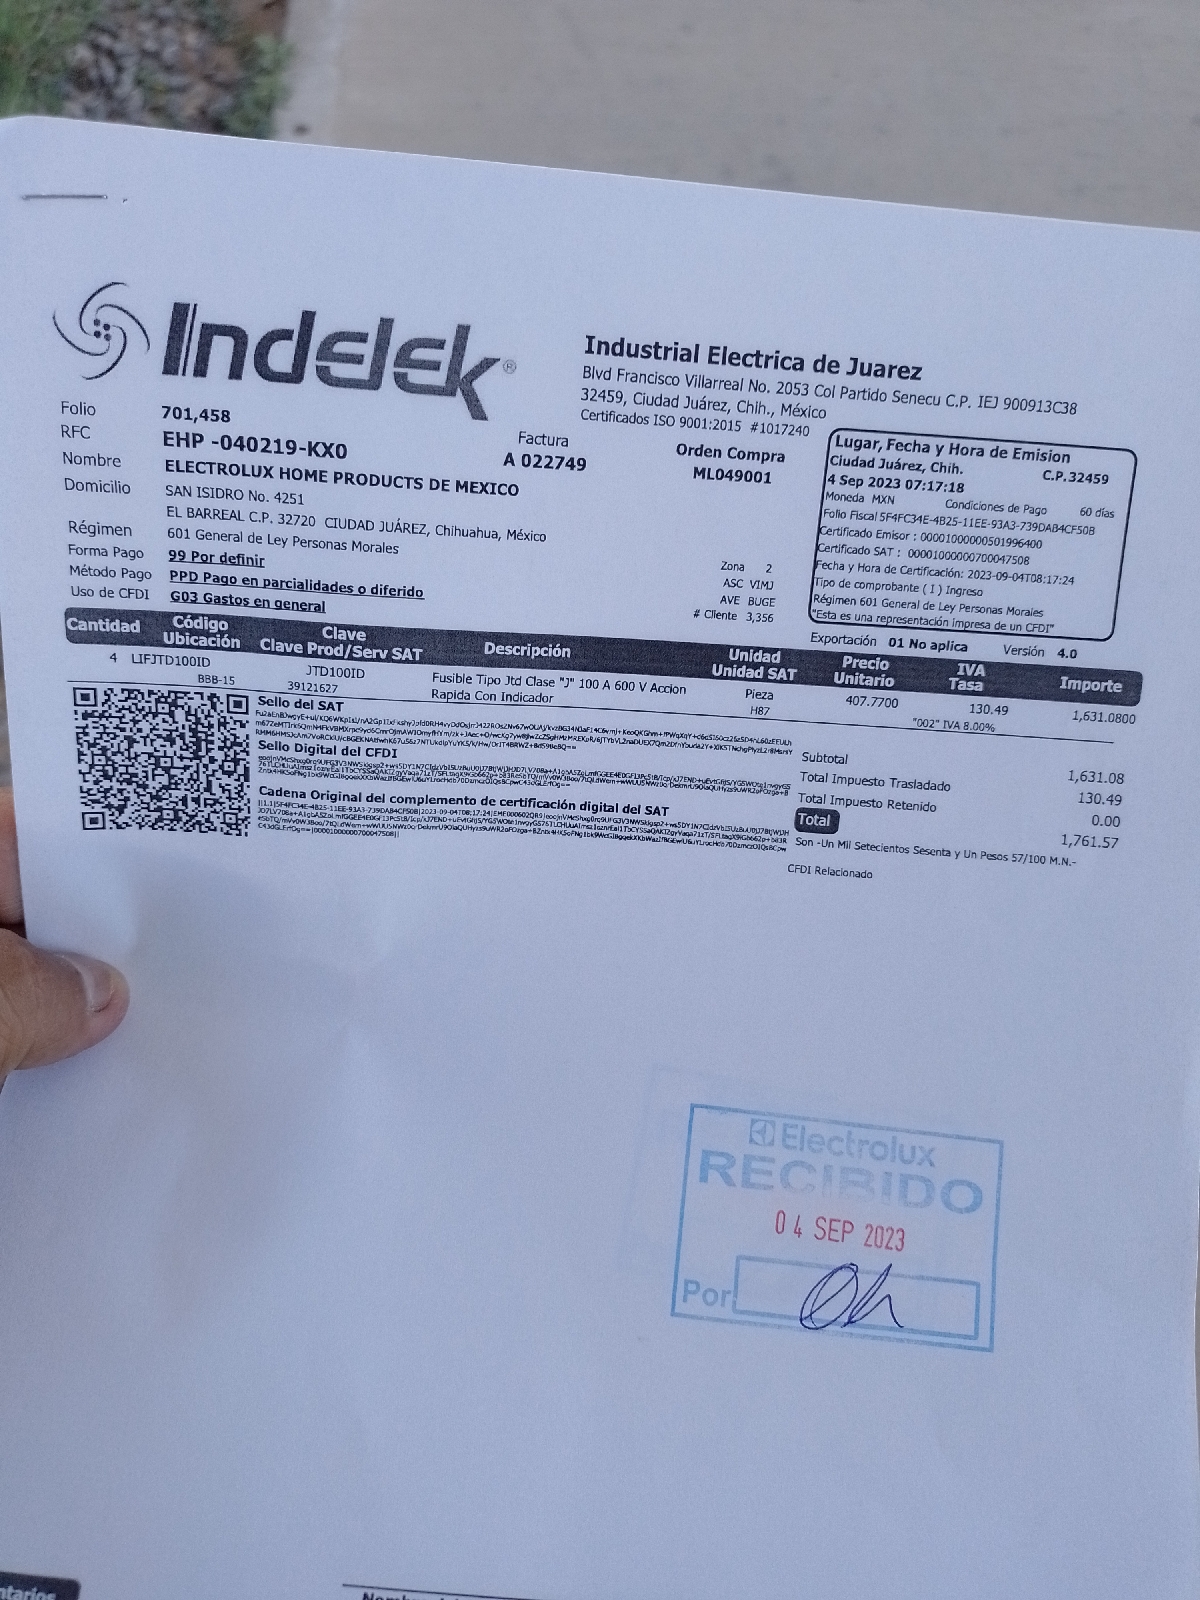 Indelek®
Industrial Electrica de Juarez
Blvd Francisco Villarreal No. 2053 Col Partido Senecu C.P. IEJ 900913C38
32459, Ciudad Juárez, Chih., México
Certificados ISO 9001:2015 #1017240
Folio 701,458
RFC EHP -040219-KX0
Factura
A 022749
Orden Compra
ML049001
Nombre ELECTROLUX HOME PRODUCTS DE MEXICO
Domicilio SAN ISIDRO No. 4251
EL BARREAL C.P. 32720 CIUDAD JUÁREZ, Chihuahua, México
Régimen 601 General de Ley Personas Morales
Forma Pago 99 Por definir
Método Pago PPD Pago en parcialidades o diferido
Uso de CFDI G03 Gastos en general
Zona 2
ASC VIMJ
AVE BUGE
# Cliente 3,356
Lugar, Fecha y Hora de Emision
Ciudad Juárez, Chih. C.P.32459
4 Sep 2023 07:17:18
Moneda MXN Condiciones de Pago 60 días
Folio Fiscal 5F4FC34E-4B25-11EE-93A3-739DAB4CF50B
Certificado Emisor : 00001000000501996400
Certificado SAT : 00001000000700047508
Fecha y Hora de Certificación: 2023-09-04T08:17:24
Tipo de comprobante ( I ) Ingreso
Régimen 601 General de Ley Personas Morales
"Esta es una representación impresa de un CFDI"
Exportación 01 No aplica Versión 4.0
Cantidad Código Ubicación Clave Clave Prod/Serv SAT Descripción Unidad Unidad SAT Precio Unitario IVA Tasa Importe
4 LIFJTD100ID JTD100ID Fusible Tipo Jtd Clase "J" 100 A 600 V Accion Pieza 407.7700 130.49 1,631.0800
BBB-15 39121627 Rapida Con Indicador H87 "002" IVA 8.00%
Sello del SAT
Sello Digital del CFDI
Cadena Original del complemento de certificación digital del SAT
Subtotal 1,631.08
Total Impuesto Trasladado 130.49
Total Impuesto Retenido 0.00
Total 1,761.57
Son -Un Mil Setecientos Sesenta y Un Pesos 57/100 M.N.-
CFDI Relacionado
Electrolux
RECIBIDO
04 SEP 2023
Por